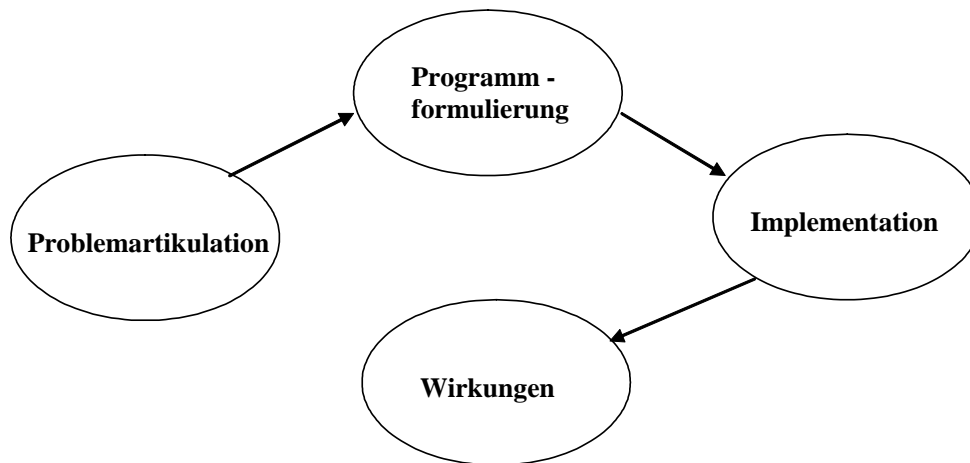 Programm -
formulierung
Problemartikulation
Implementation
Wirkungen